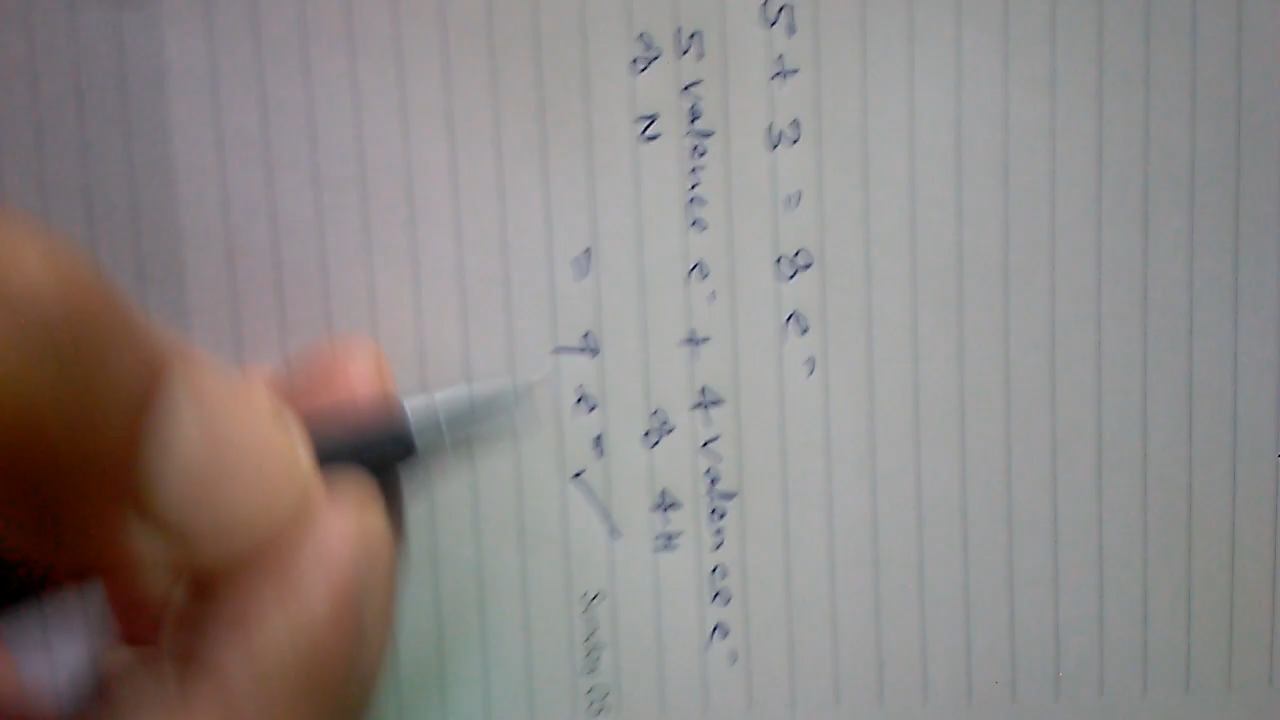 5 + 3 = 8 e⁻
5 valence e⁻ + 4 valence e⁻
of N of 4 H
= 9 e⁻ ✓